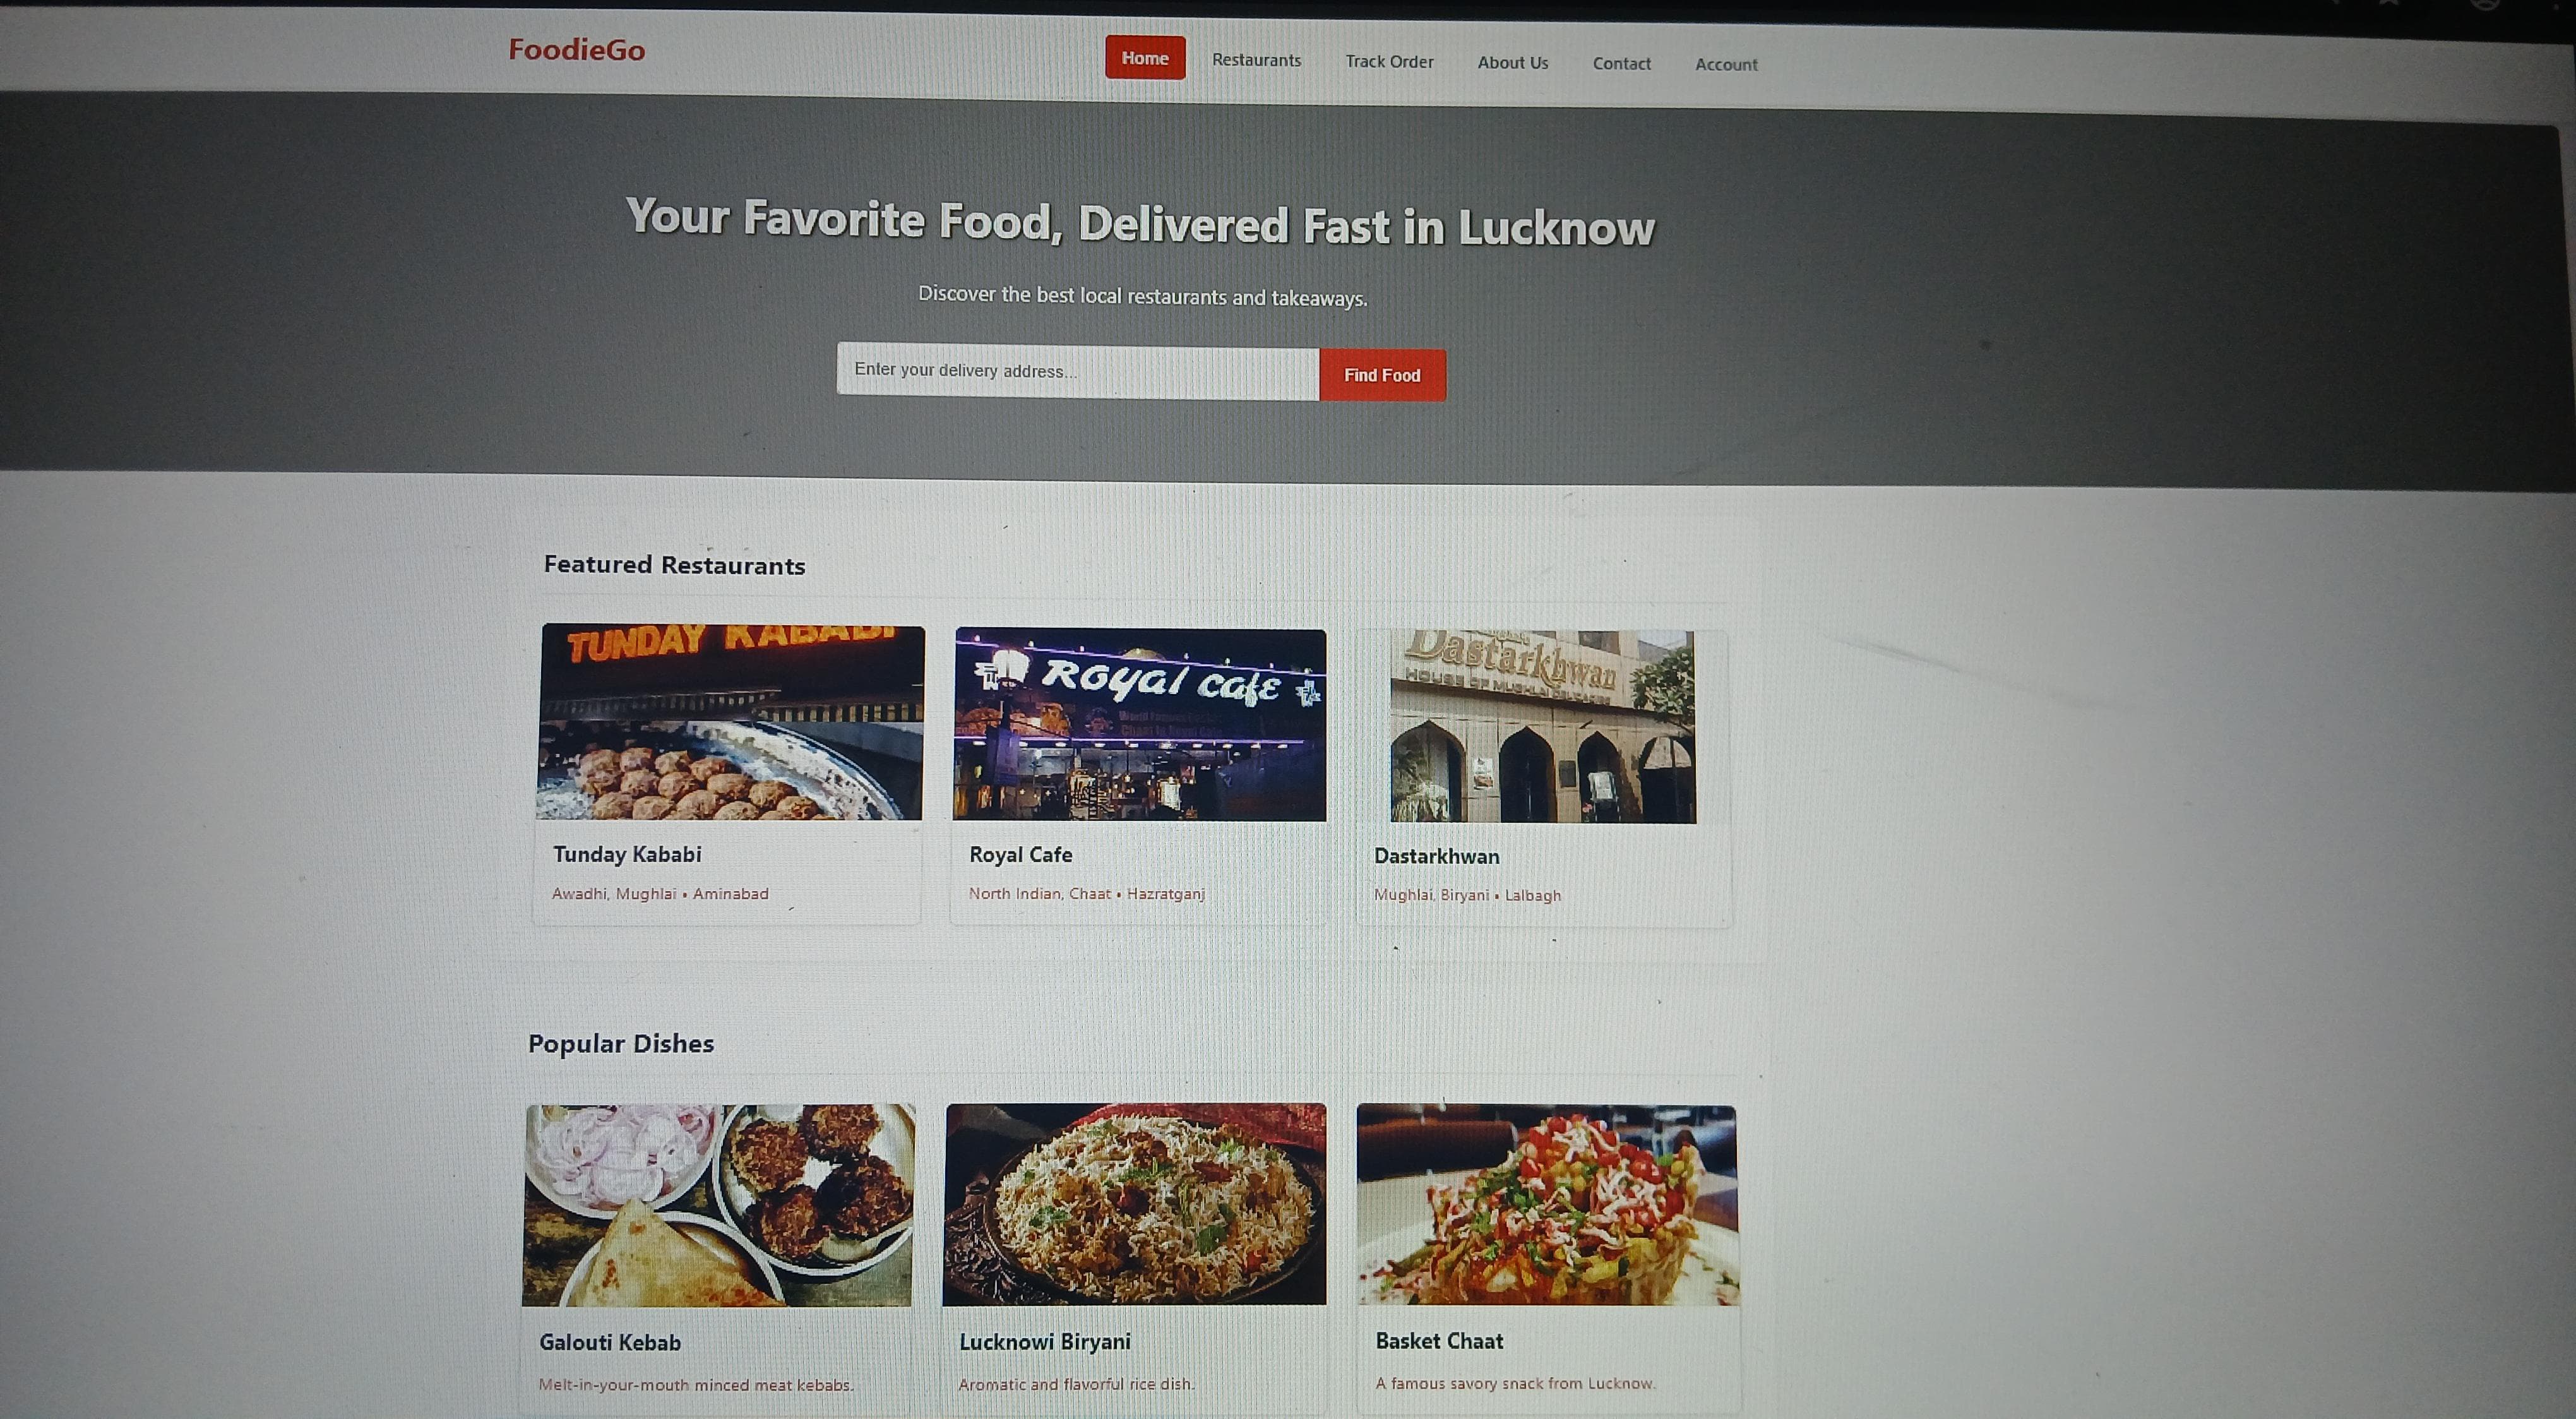 FoodieGo
Home Restaurants Track Order About Us Contact Account
Your Favorite Food, Delivered Fast in Lucknow
Discover the best local restaurants and takeaways.
Enter your delivery address...
Find Food
Featured Restaurants
TUNDAY KABABI
ROyal cafe
Dastarkhwan
HOUSE OF MUGHLAI
Tunday Kababi
Royal Cafe
Dastarkhwan
Awadhi, Mughlai • Aminabad
North Indian, Chaat • Hazratganj
Mughlai, Biryani • Lalbagh
Popular Dishes
Galouti Kebab
Lucknowi Biryani
Basket Chaat
Melt-in-your-mouth minced meat kebabs.
Aromatic and flavorful rice dish.
A famous savory snack from Lucknow.